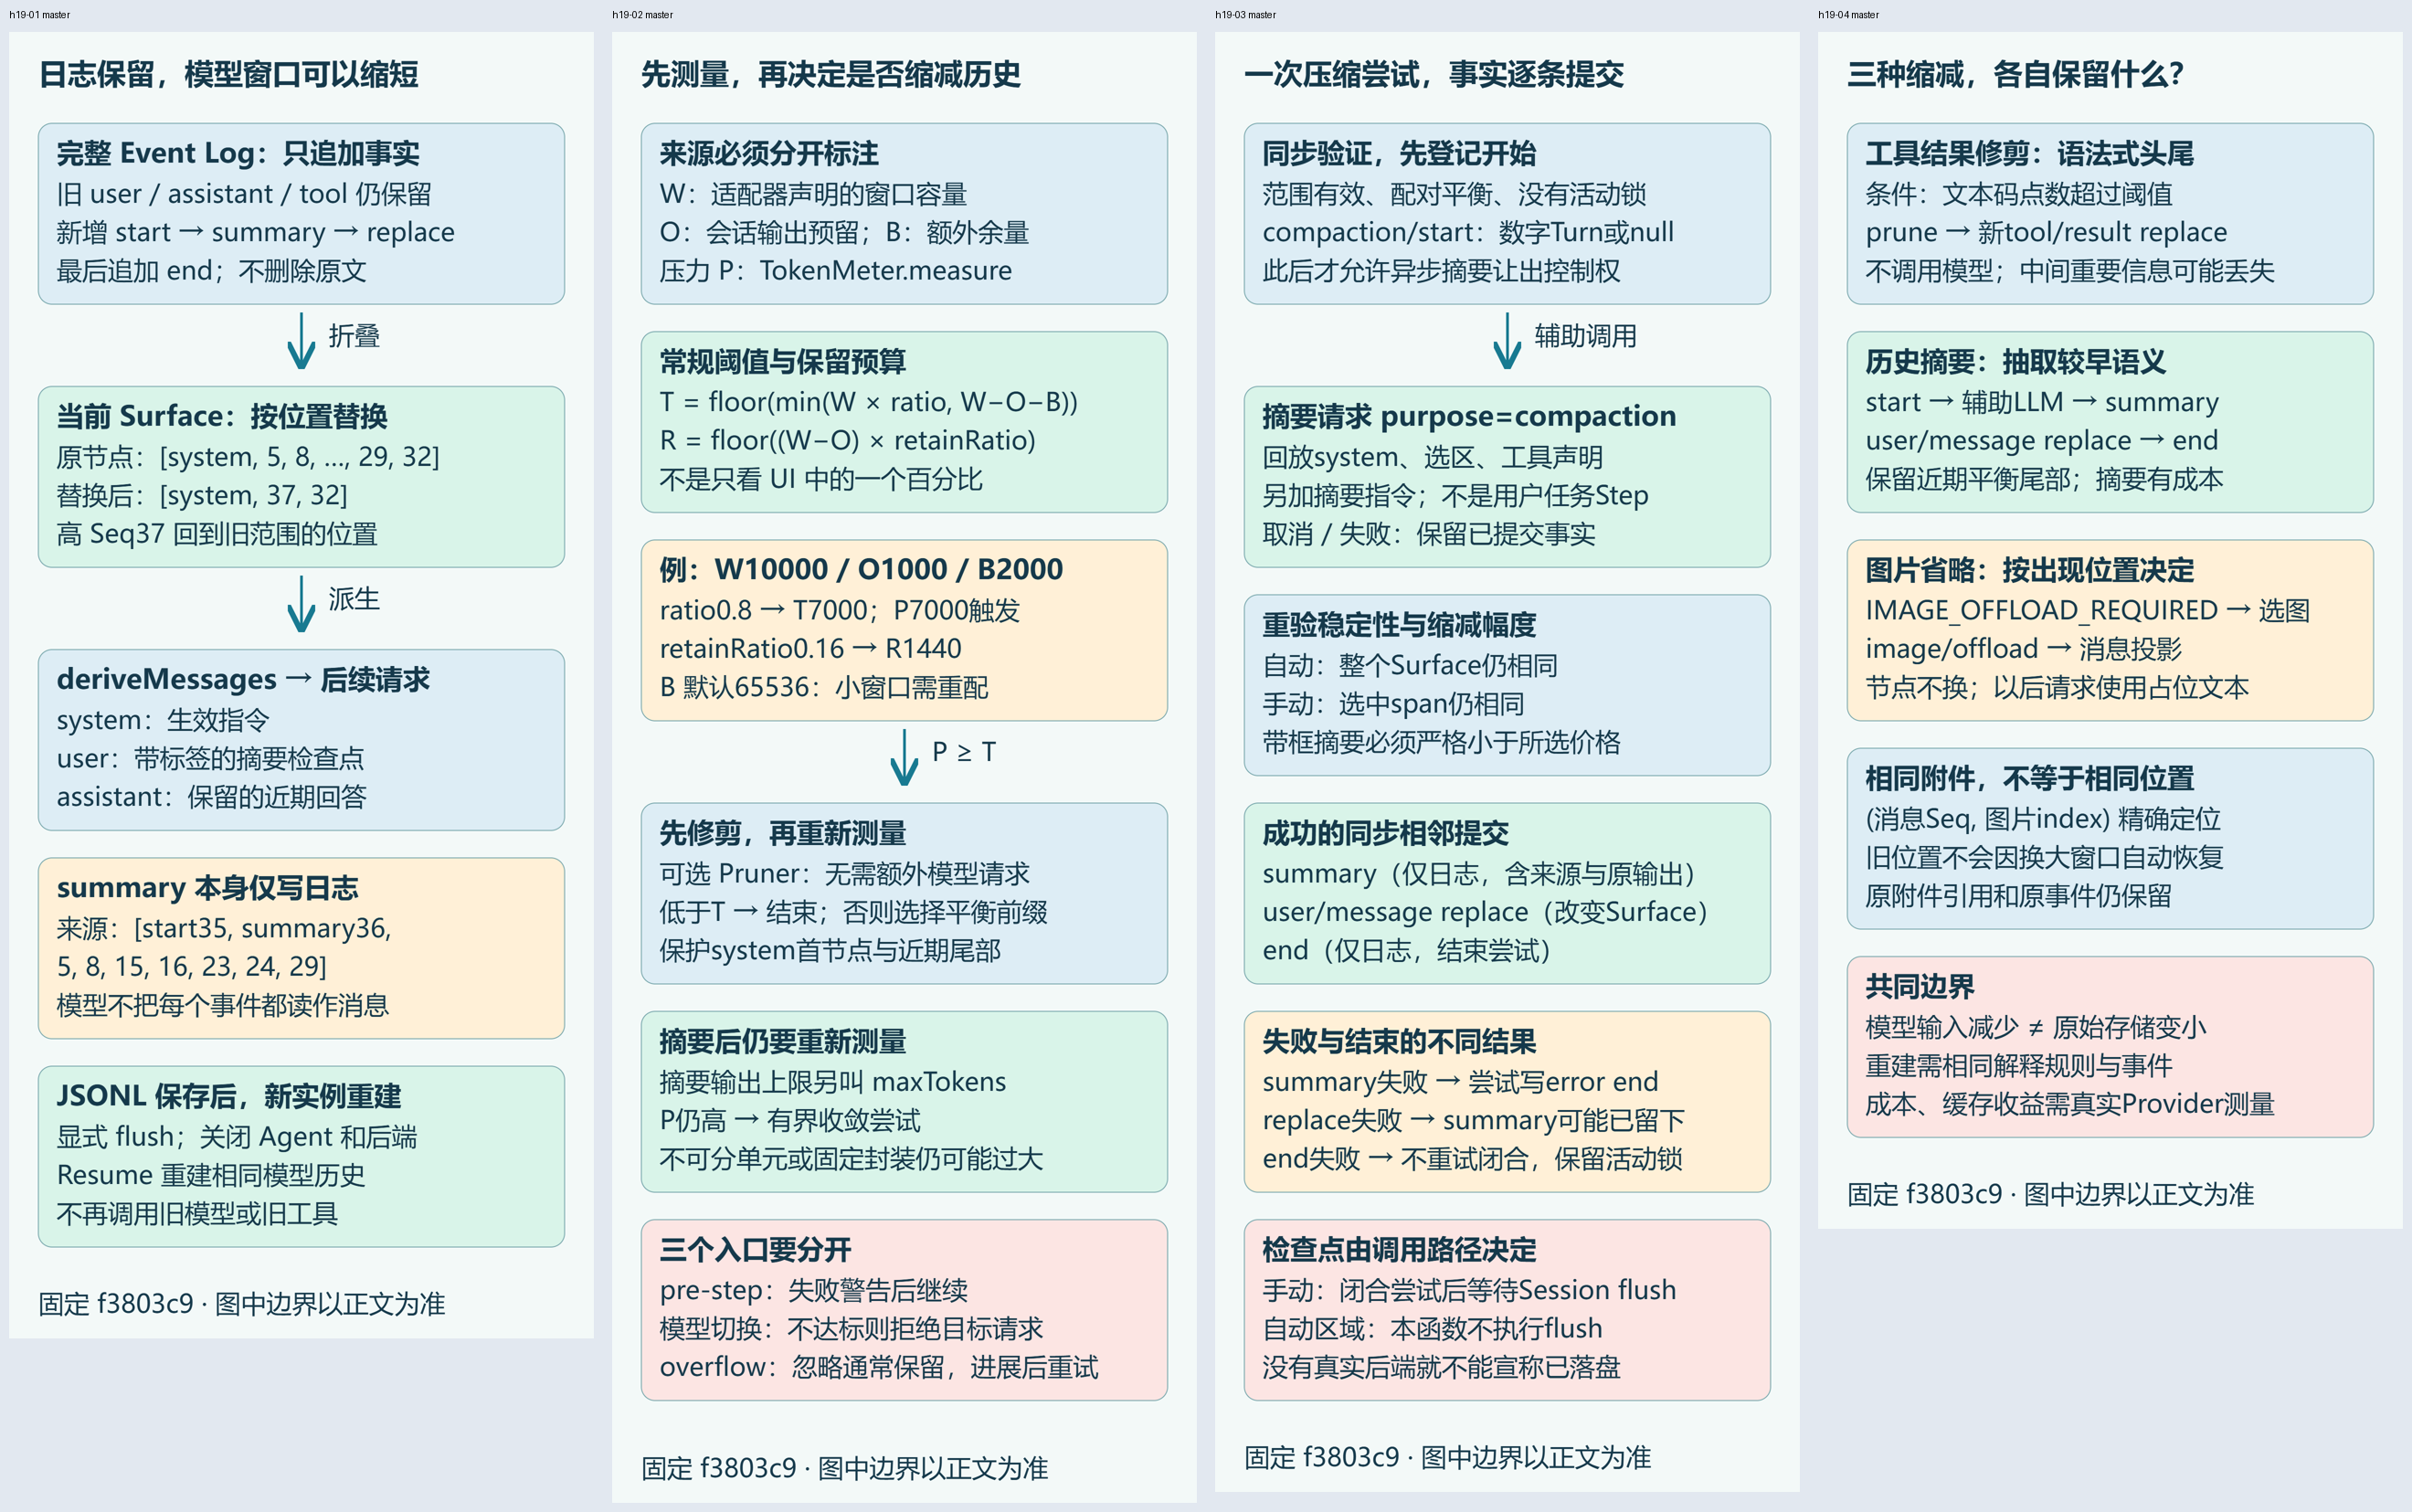 h19-01 master
日志保留，模型窗口可以缩短
完整 Event Log：只追加事实
旧 user / assistant / tool 仍保留
新增 start → summary → replace
最后追加 end；不删除原文
折叠
当前 Surface：按位置替换
原节点：[system, 5, 8, …, 29, 32]
替换后：[system, 37, 32]
高 Seq37 回到旧范围的位置
派生
deriveMessages → 后续请求
system：生效指令
user：带标签的摘要检查点
assistant：保留的近期回答
summary 本身仅写日志
来源：[start35, summary36,
5, 8, 15, 16, 23, 24, 29]
模型不把每个事件都读作消息
JSONL 保存后，新实例重建
显式 flush；关闭 Agent 和后端
Resume 重建相同模型历史
不再调用旧模型或旧工具
固定 f3803c9 · 图中边界以正文为准
h19-02 master
先测量，再决定是否缩减历史
来源必须分开标注
W：适配器声明的窗口容量
O：会话输出预留；B：额外余量
压力 P：TokenMeter.measure
常规阈值与保留预算
T = floor(min(W × ratio, W−O−B))
R = floor((W−O) × retainRatio)
不是只看 UI 中的一个百分比
例：W10000 / O1000 / B2000
ratio0.8 → T7000；P7000触发
retainRatio0.16 → R1440
B 默认65536：小窗口需重配
P ≥ T
先修剪，再重新测量
可选 Pruner：无需额外模型请求
低于T → 结束；否则选择平衡前缀
保护system首节点与近期尾部
摘要后仍要重新测量
摘要输出上限另叫 maxTokens
P仍高 → 有界收敛尝试
不可分单元或固定封装仍可能过大
三个入口要分开
pre-step：失败警告后继续
模型切换：不达标则拒绝目标请求
overflow：忽略通常保留，进展后重试
固定 f3803c9 · 图中边界以正文为准
h19-03 master
一次压缩尝试，事实逐条提交
同步验证，先登记开始
范围有效、配对平衡、没有活动锁
compaction/start：数字Turn或null
此后才允许异步摘要让出控制权
辅助调用
摘要请求 purpose=compaction
回放system、选区、工具声明
另加摘要指令；不是用户任务Step
取消 / 失败：保留已提交事实
重验稳定性与缩减幅度
自动：整个Surface仍相同
手动：选中span仍相同
带框摘要必须严格小于所选价格
成功的同步相邻提交
summary（仅日志，含来源与原输出）
user/message replace（改变Surface）
end（仅日志，结束尝试）
失败与结束的不同结果
summary失败 → 尝试写error end
replace失败 → summary可能已留下
end失败 → 不重试闭合，保留活动锁
检查点由调用路径决定
手动：闭合尝试后等待Session flush
自动区域：本函数不执行flush
没有真实后端就不能宣称已落盘
固定 f3803c9 · 图中边界以正文为准
h19-04 master
三种缩减，各自保留什么？
工具结果修剪：语法式头尾
条件：文本码点数超过阈值
prune → 新tool/result replace
不调用模型；中间重要信息可能丢失
历史摘要：抽取较早语义
start → 辅助LLM → summary
user/message replace → end
保留近期平衡尾部；摘要有成本
图片省略：按出现位置决定
IMAGE_OFFLOAD_REQUIRED → 选图
image/offload → 消息投影
节点不换；以后请求使用占位文本
相同附件，不等于相同位置
(消息Seq, 图片index) 精确定位
旧位置不会因换大窗口自动恢复
原附件引用和原事件仍保留
共同边界
模型输入减少 ≠ 原始存储变小
重建需相同解释规则与事件
成本、缓存收益需真实Provider测量
固定 f3803c9 · 图中边界以正文为准